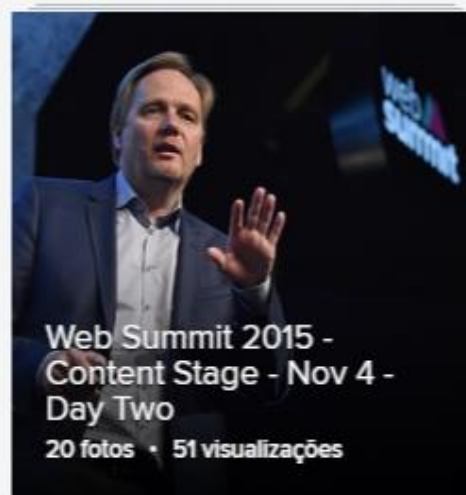 web
summit
Web Summit 2015 -
Content Stage - Nov 4 -
Day Two
20 fotos • 51 visualizações